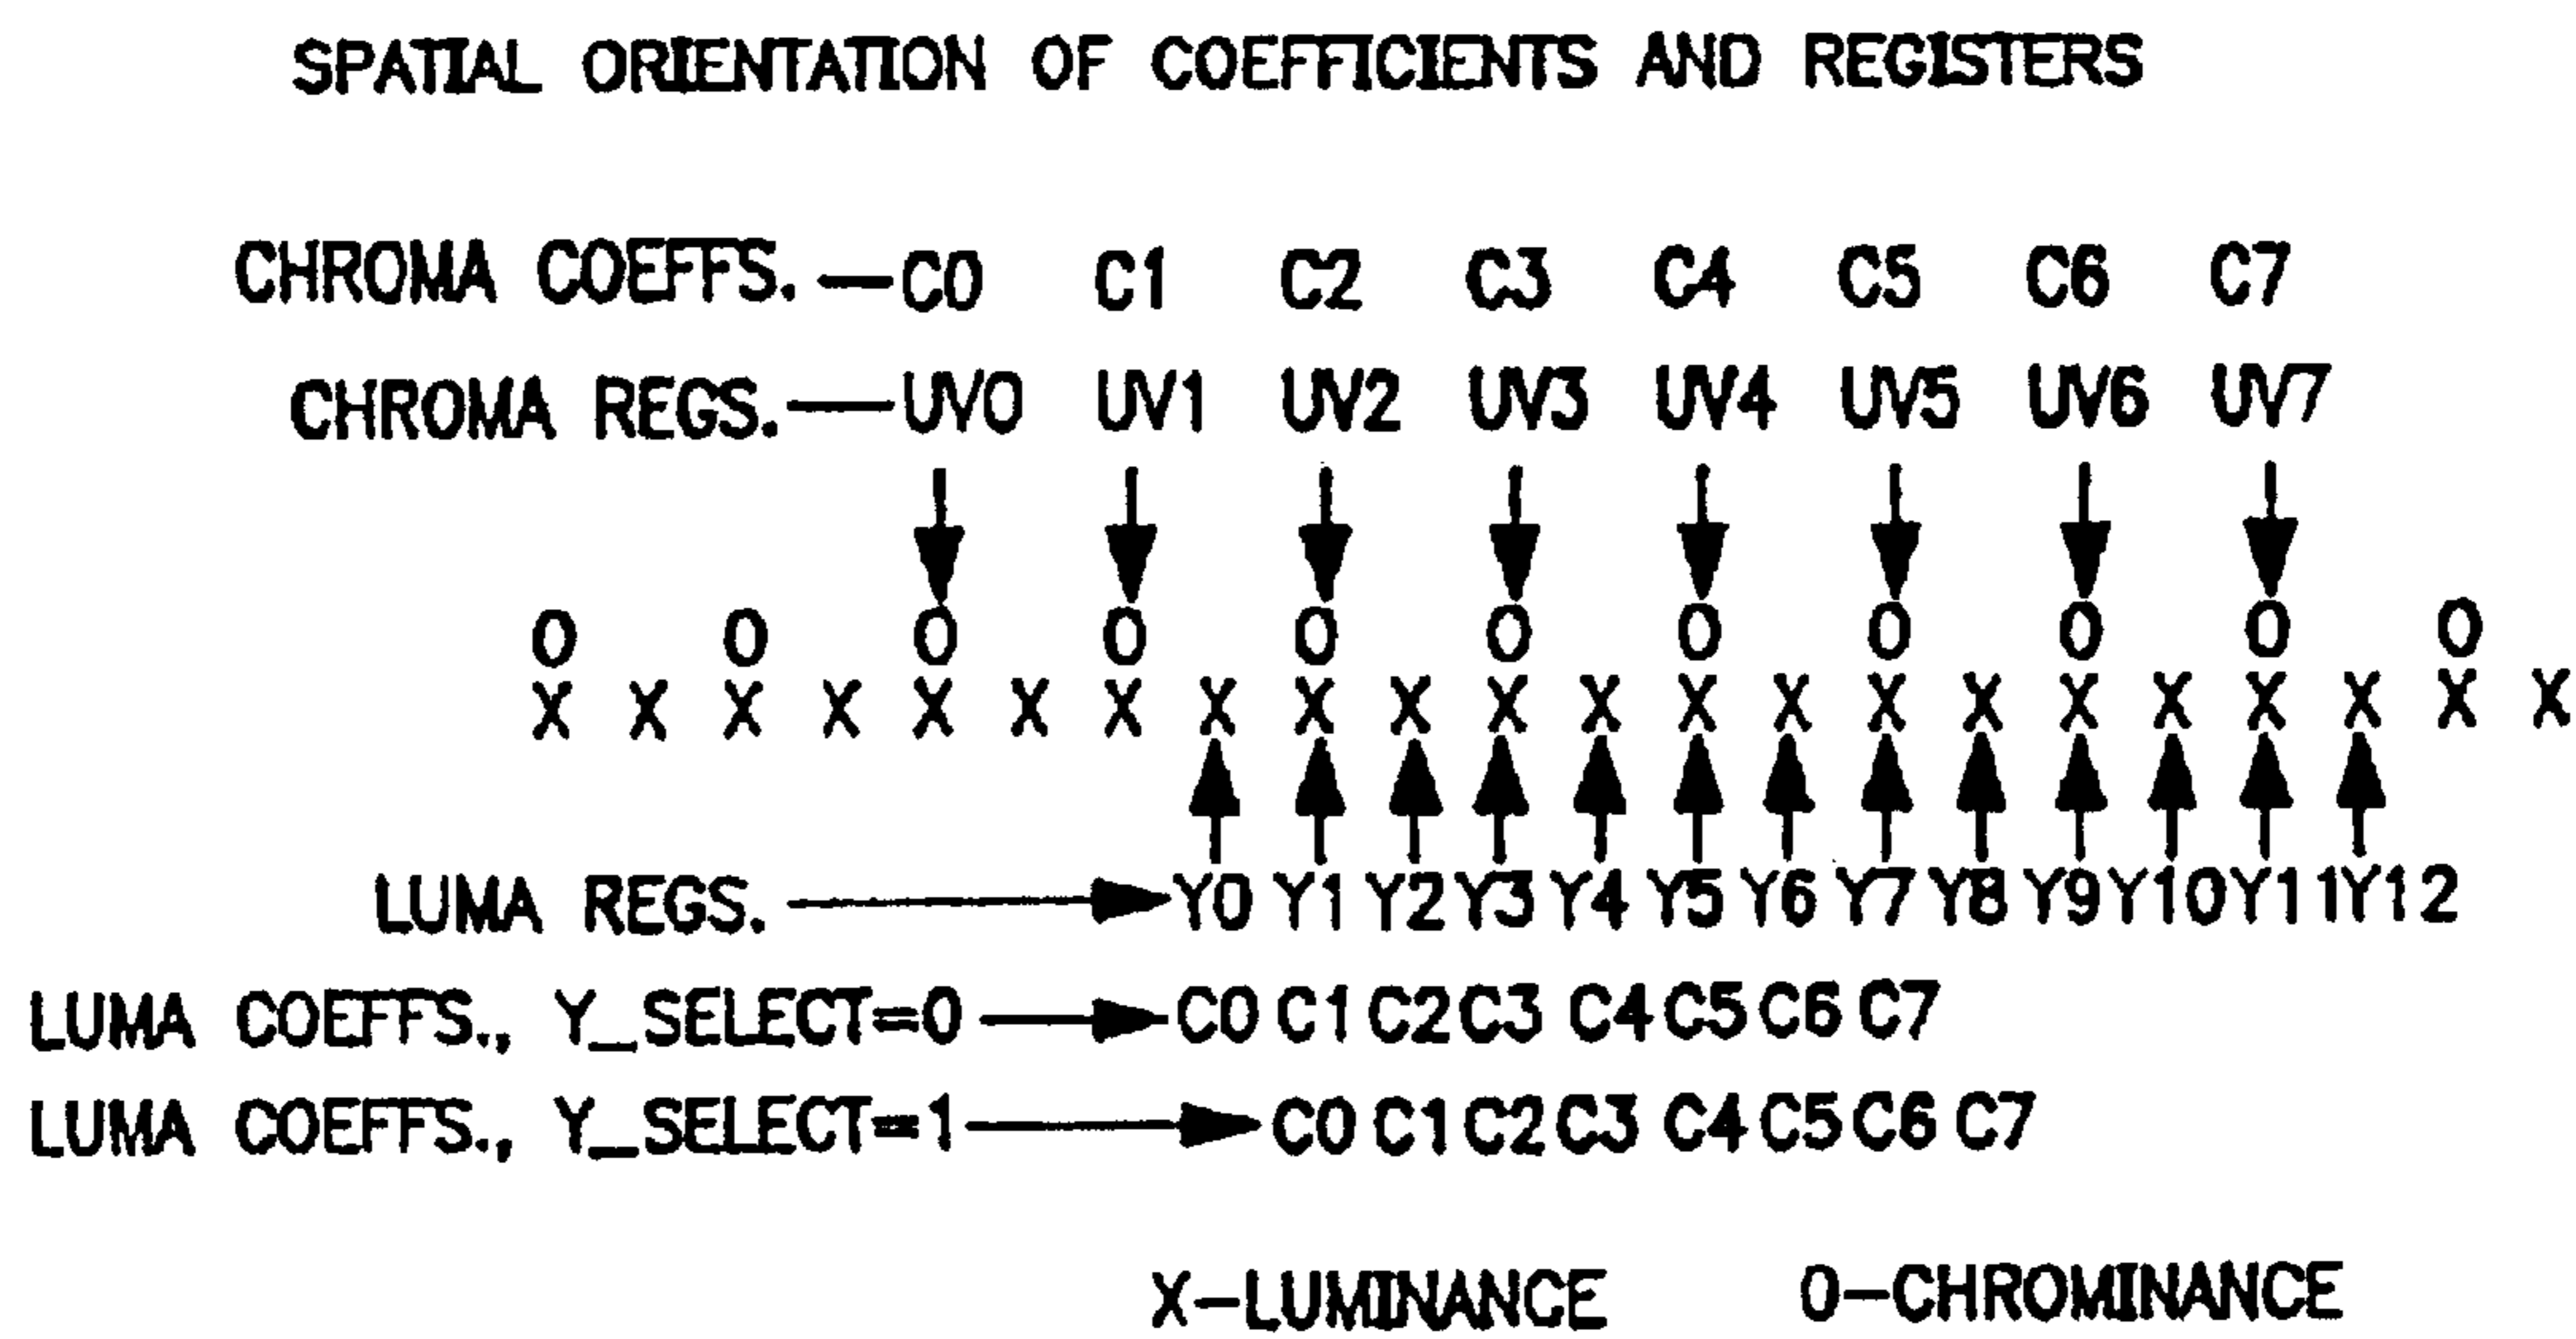 SPATIAL ORIENTATION OF COEFFICIENTS AND REGISTERS
CHROMA COEFFS. —C0 C1 C2 C3 C4 C5 C6 C7
CHROMA REGS.—UV0 UV1 UV2 UV3 UV4 UV5 UV6 UV7
O O O O O O O O O O O
X X X X X X X X X X X X X X X X X X X X X X
LUMA REGS. Y0 Y1 Y2 Y3 Y4 Y5 Y6 Y7 Y8 Y9 Y10 Y11 Y12
LUMA COEFFS., Y_SELECT=0 C0 C1 C2 C3 C4 C5 C6 C7
LUMA COEFFS., Y_SELECT=1 C0 C1 C2 C3 C4 C5 C6 C7
X—LUMINANCE O—CHROMINANCE